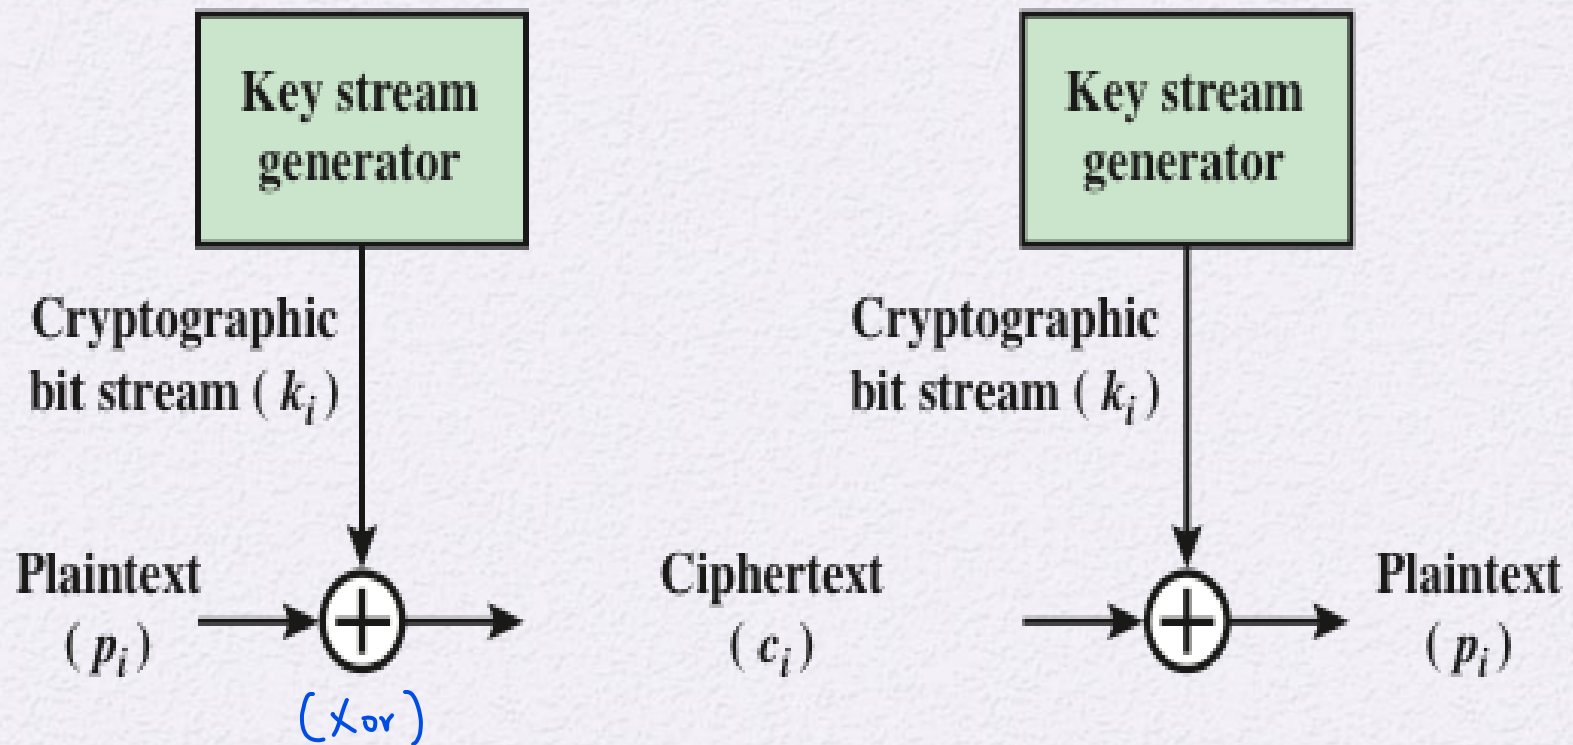 Key stream
generator
Key stream
generator
Cryptographic
bit stream ( kᵢ )
Cryptographic
bit stream ( kᵢ )
Plaintext
( pᵢ )
Ciphertext
( cᵢ )
Plaintext
( pᵢ )
(Xor)